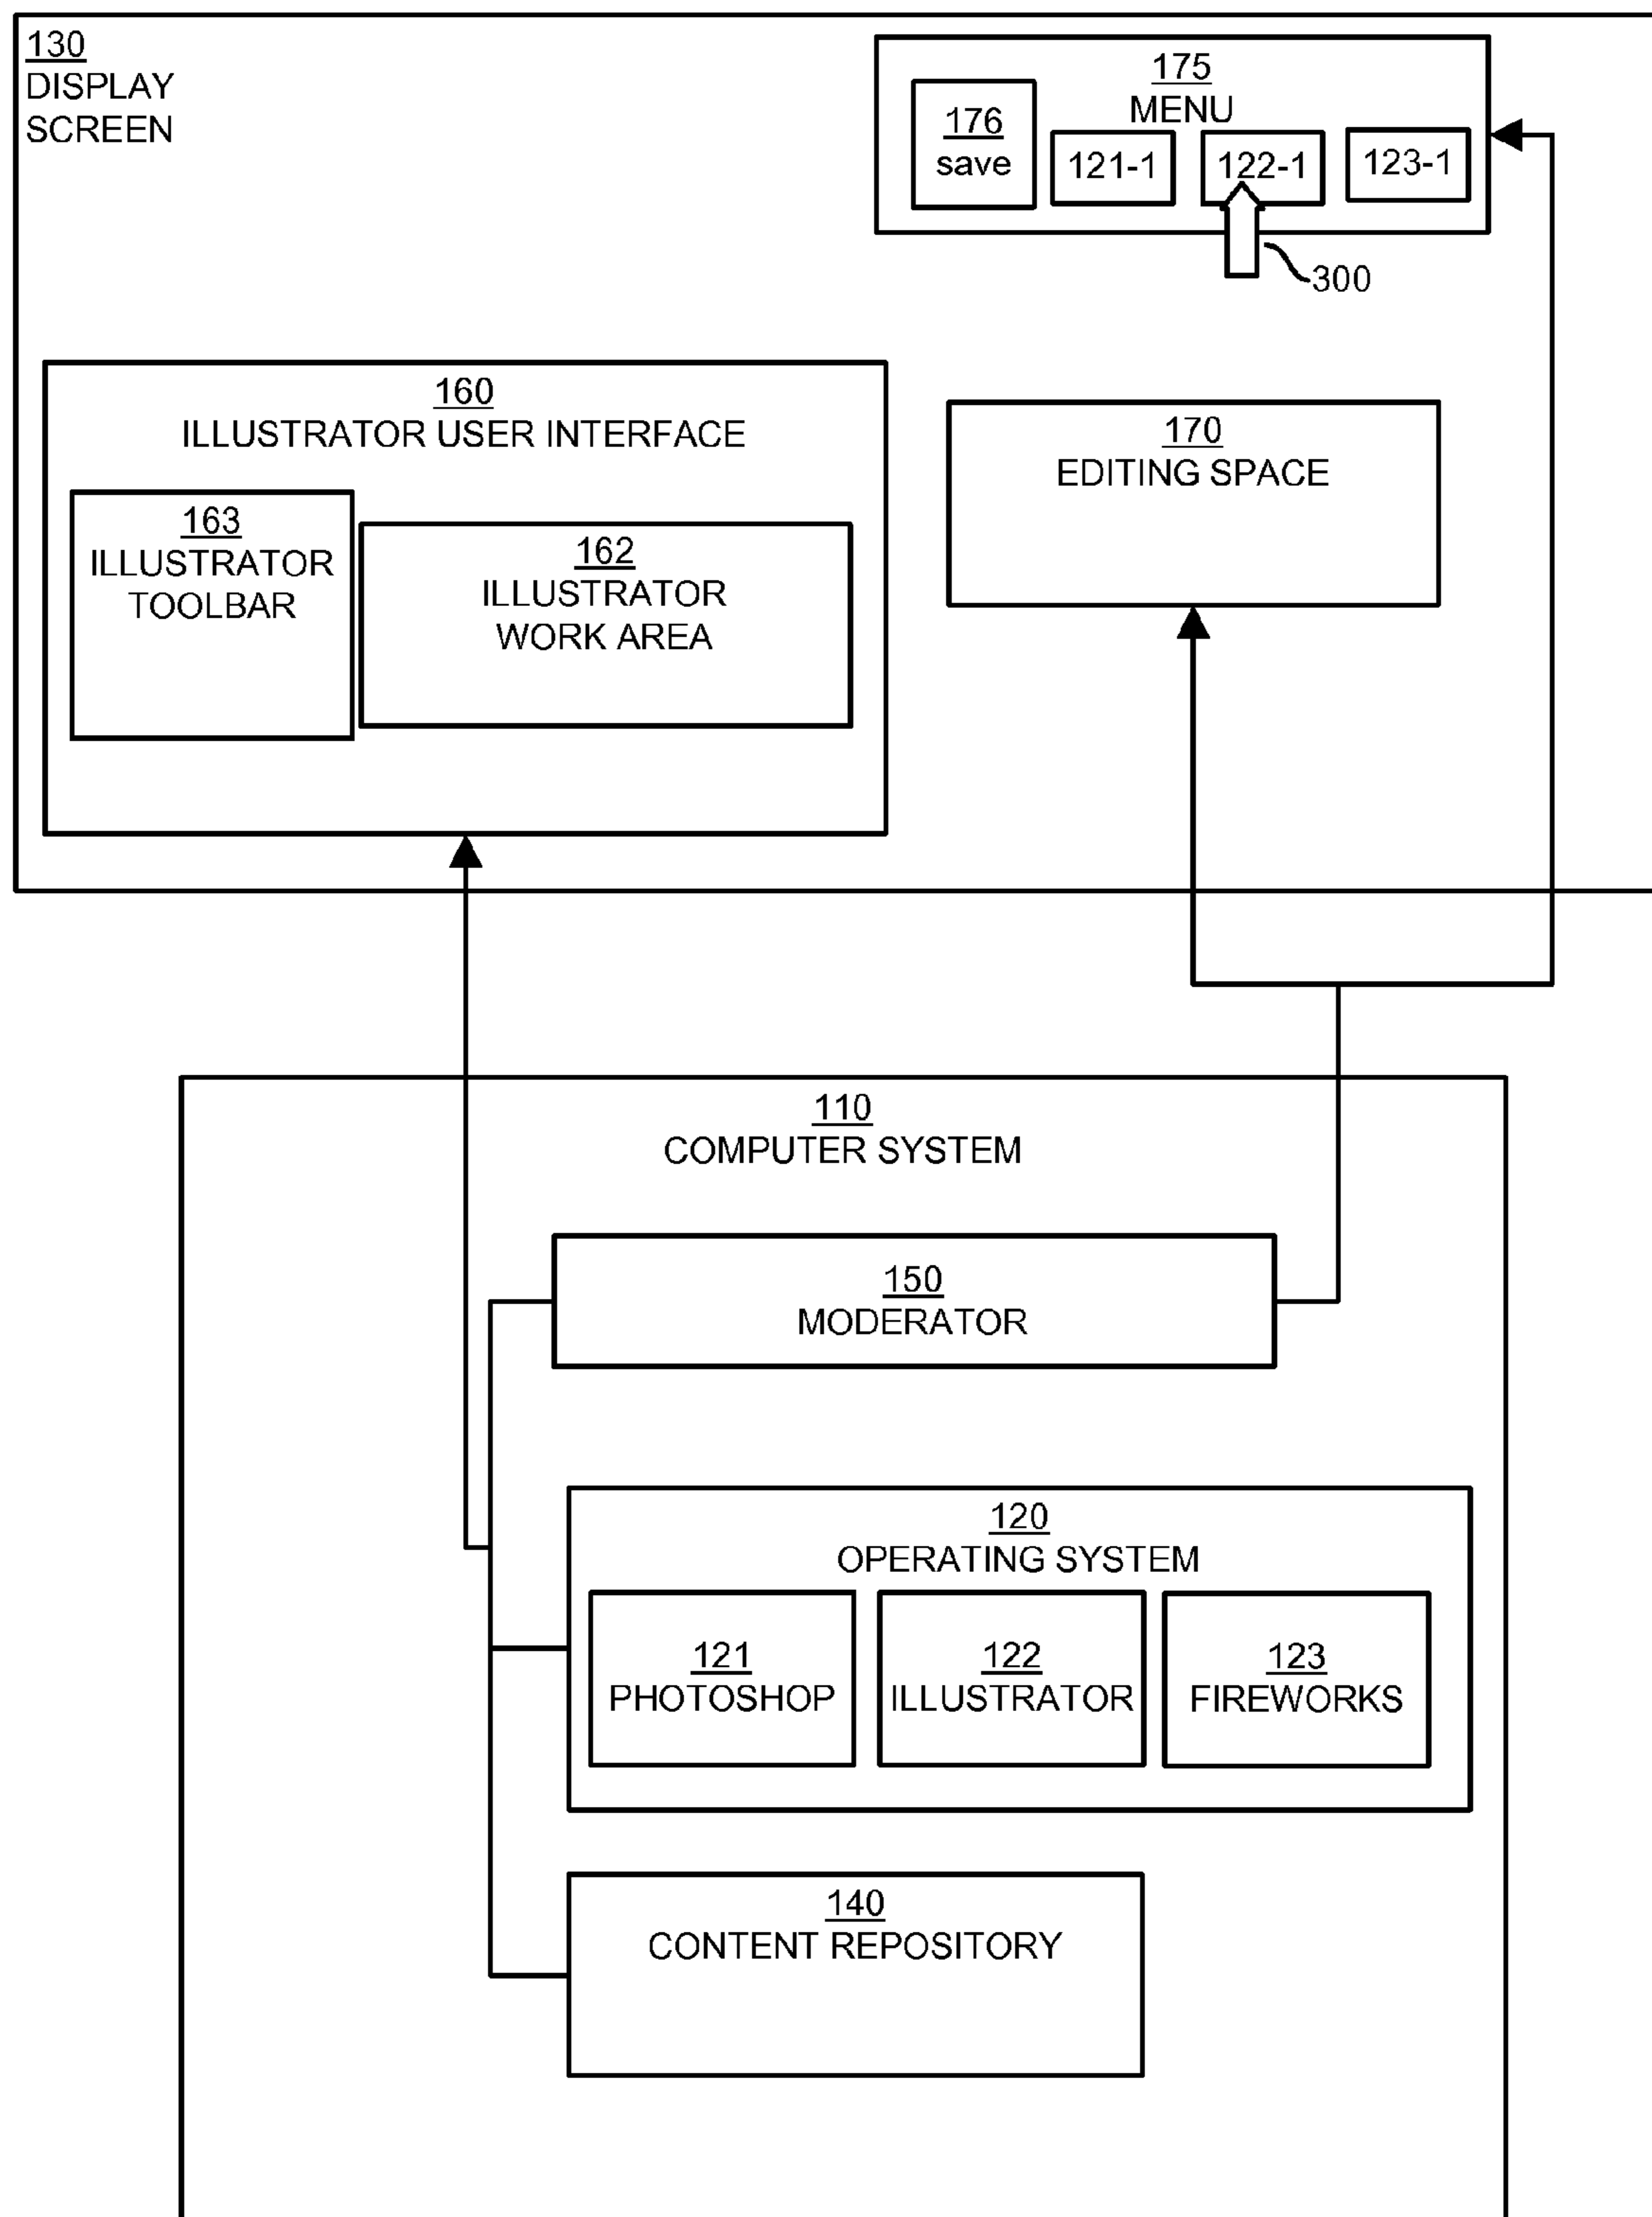 130
DISPLAY
SCREEN
175
MENU
176
save
121-1
122-1
123-1
300
160
ILLUSTRATOR USER INTERFACE
163
ILLUSTRATOR
TOOLBAR
162
ILLUSTRATOR
WORK AREA
170
EDITING SPACE
110
COMPUTER SYSTEM
150
MODERATOR
120
OPERATING SYSTEM
121
PHOTOSHOP
122
ILLUSTRATOR
123
FIREWORKS
140
CONTENT REPOSITORY